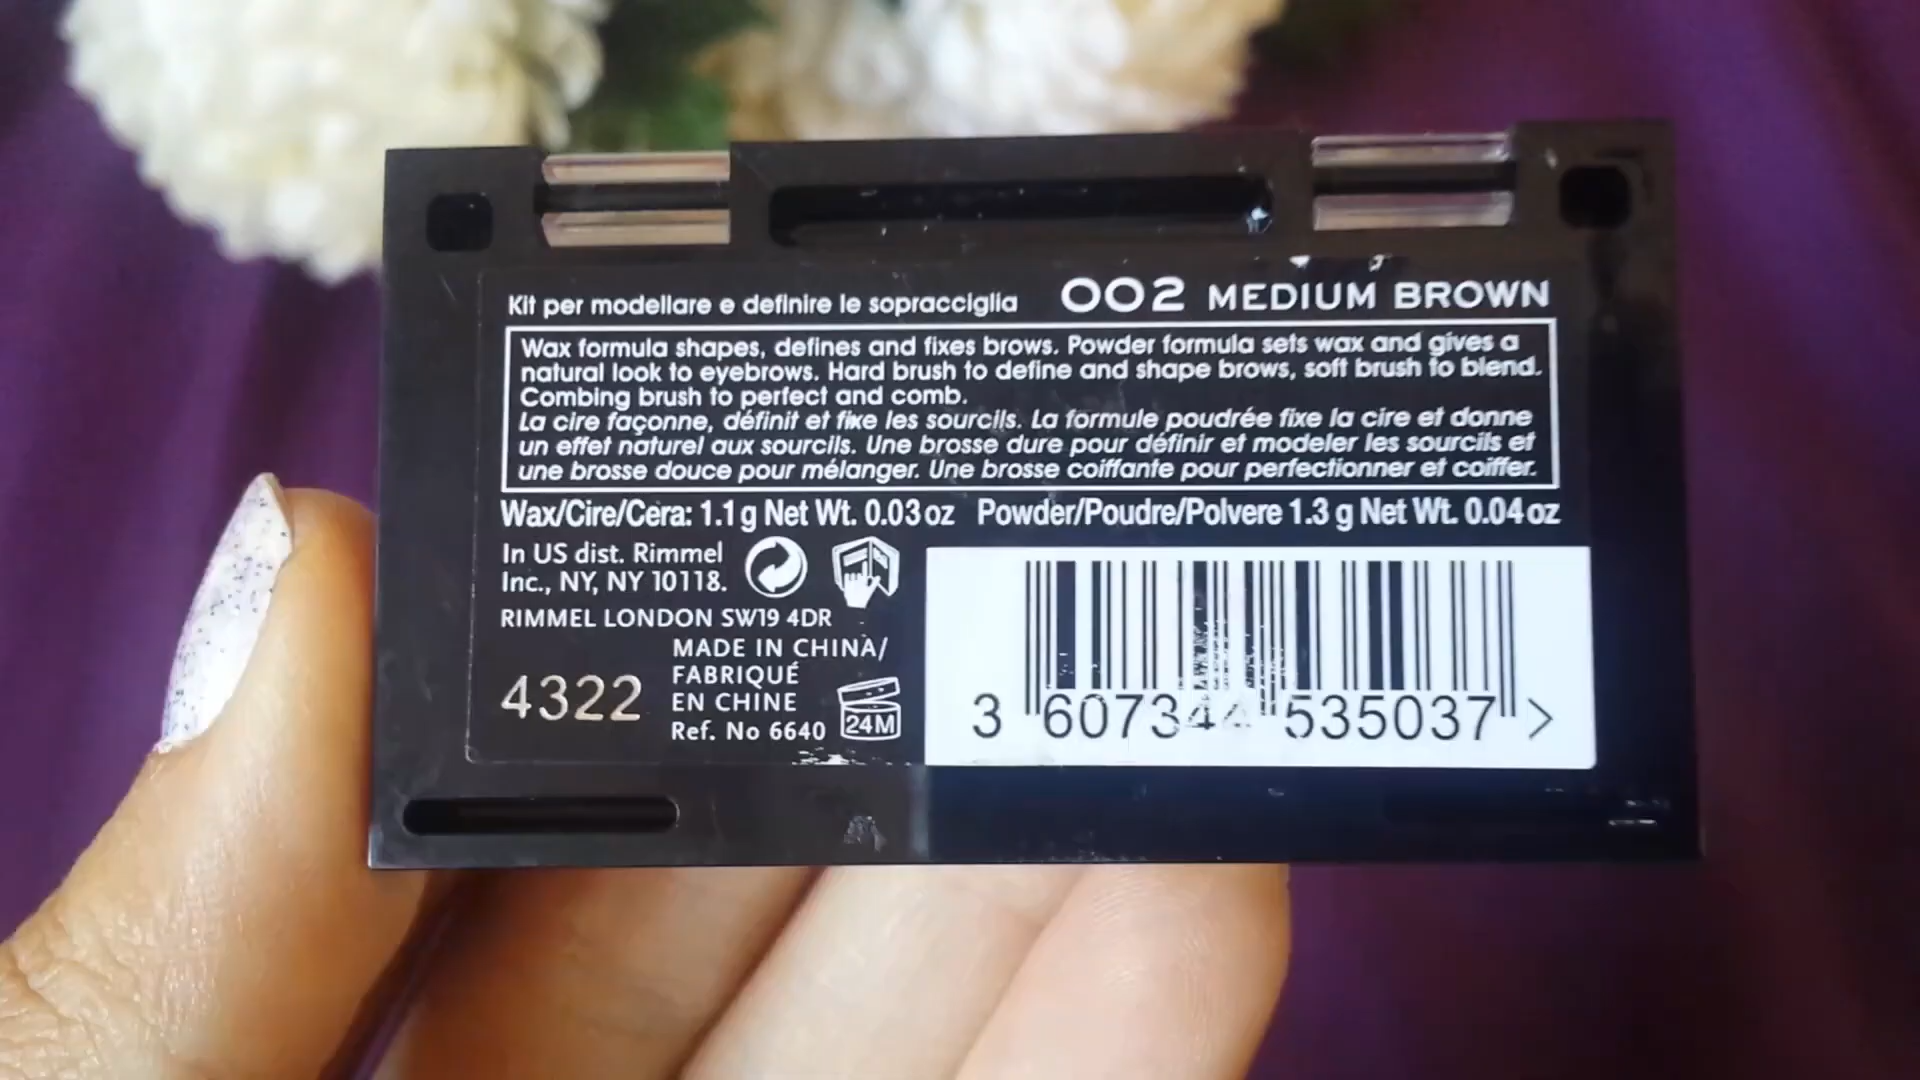 Kit per modellare e definire le sopracciglia
002 MEDIUM BROWN
Wax formula shapes, defines and fixes brows. Powder formula sets wax and gives a
natural look to eyebrows. Hard brush to define and shape brows, soft brush to blend.
Combing brush to perfect and comb.
La cire façonne, définit et fixe les sourcils. La formule poudrée fixe la cire et donne
un effet naturel aux sourcils. Une brosse dure pour définir et modeler les sourcils et
une brosse douce pour mélanger. Une brosse coiffante pour perfectionner et coiffer.
Wax/Cire/Cera: 1.1 g Net Wt. 0.03 oz Powder/Poudre/Polvere 1.3 g Net Wt. 0.04 oz
In US dist. Rimmel
Inc., NY, NY 10118.
RIMMEL LONDON SW19 4DR
MADE IN CHINA/
FABRIQUÉ
EN CHINE
Ref. No 6640
4322
24M
3 607344 535037 >